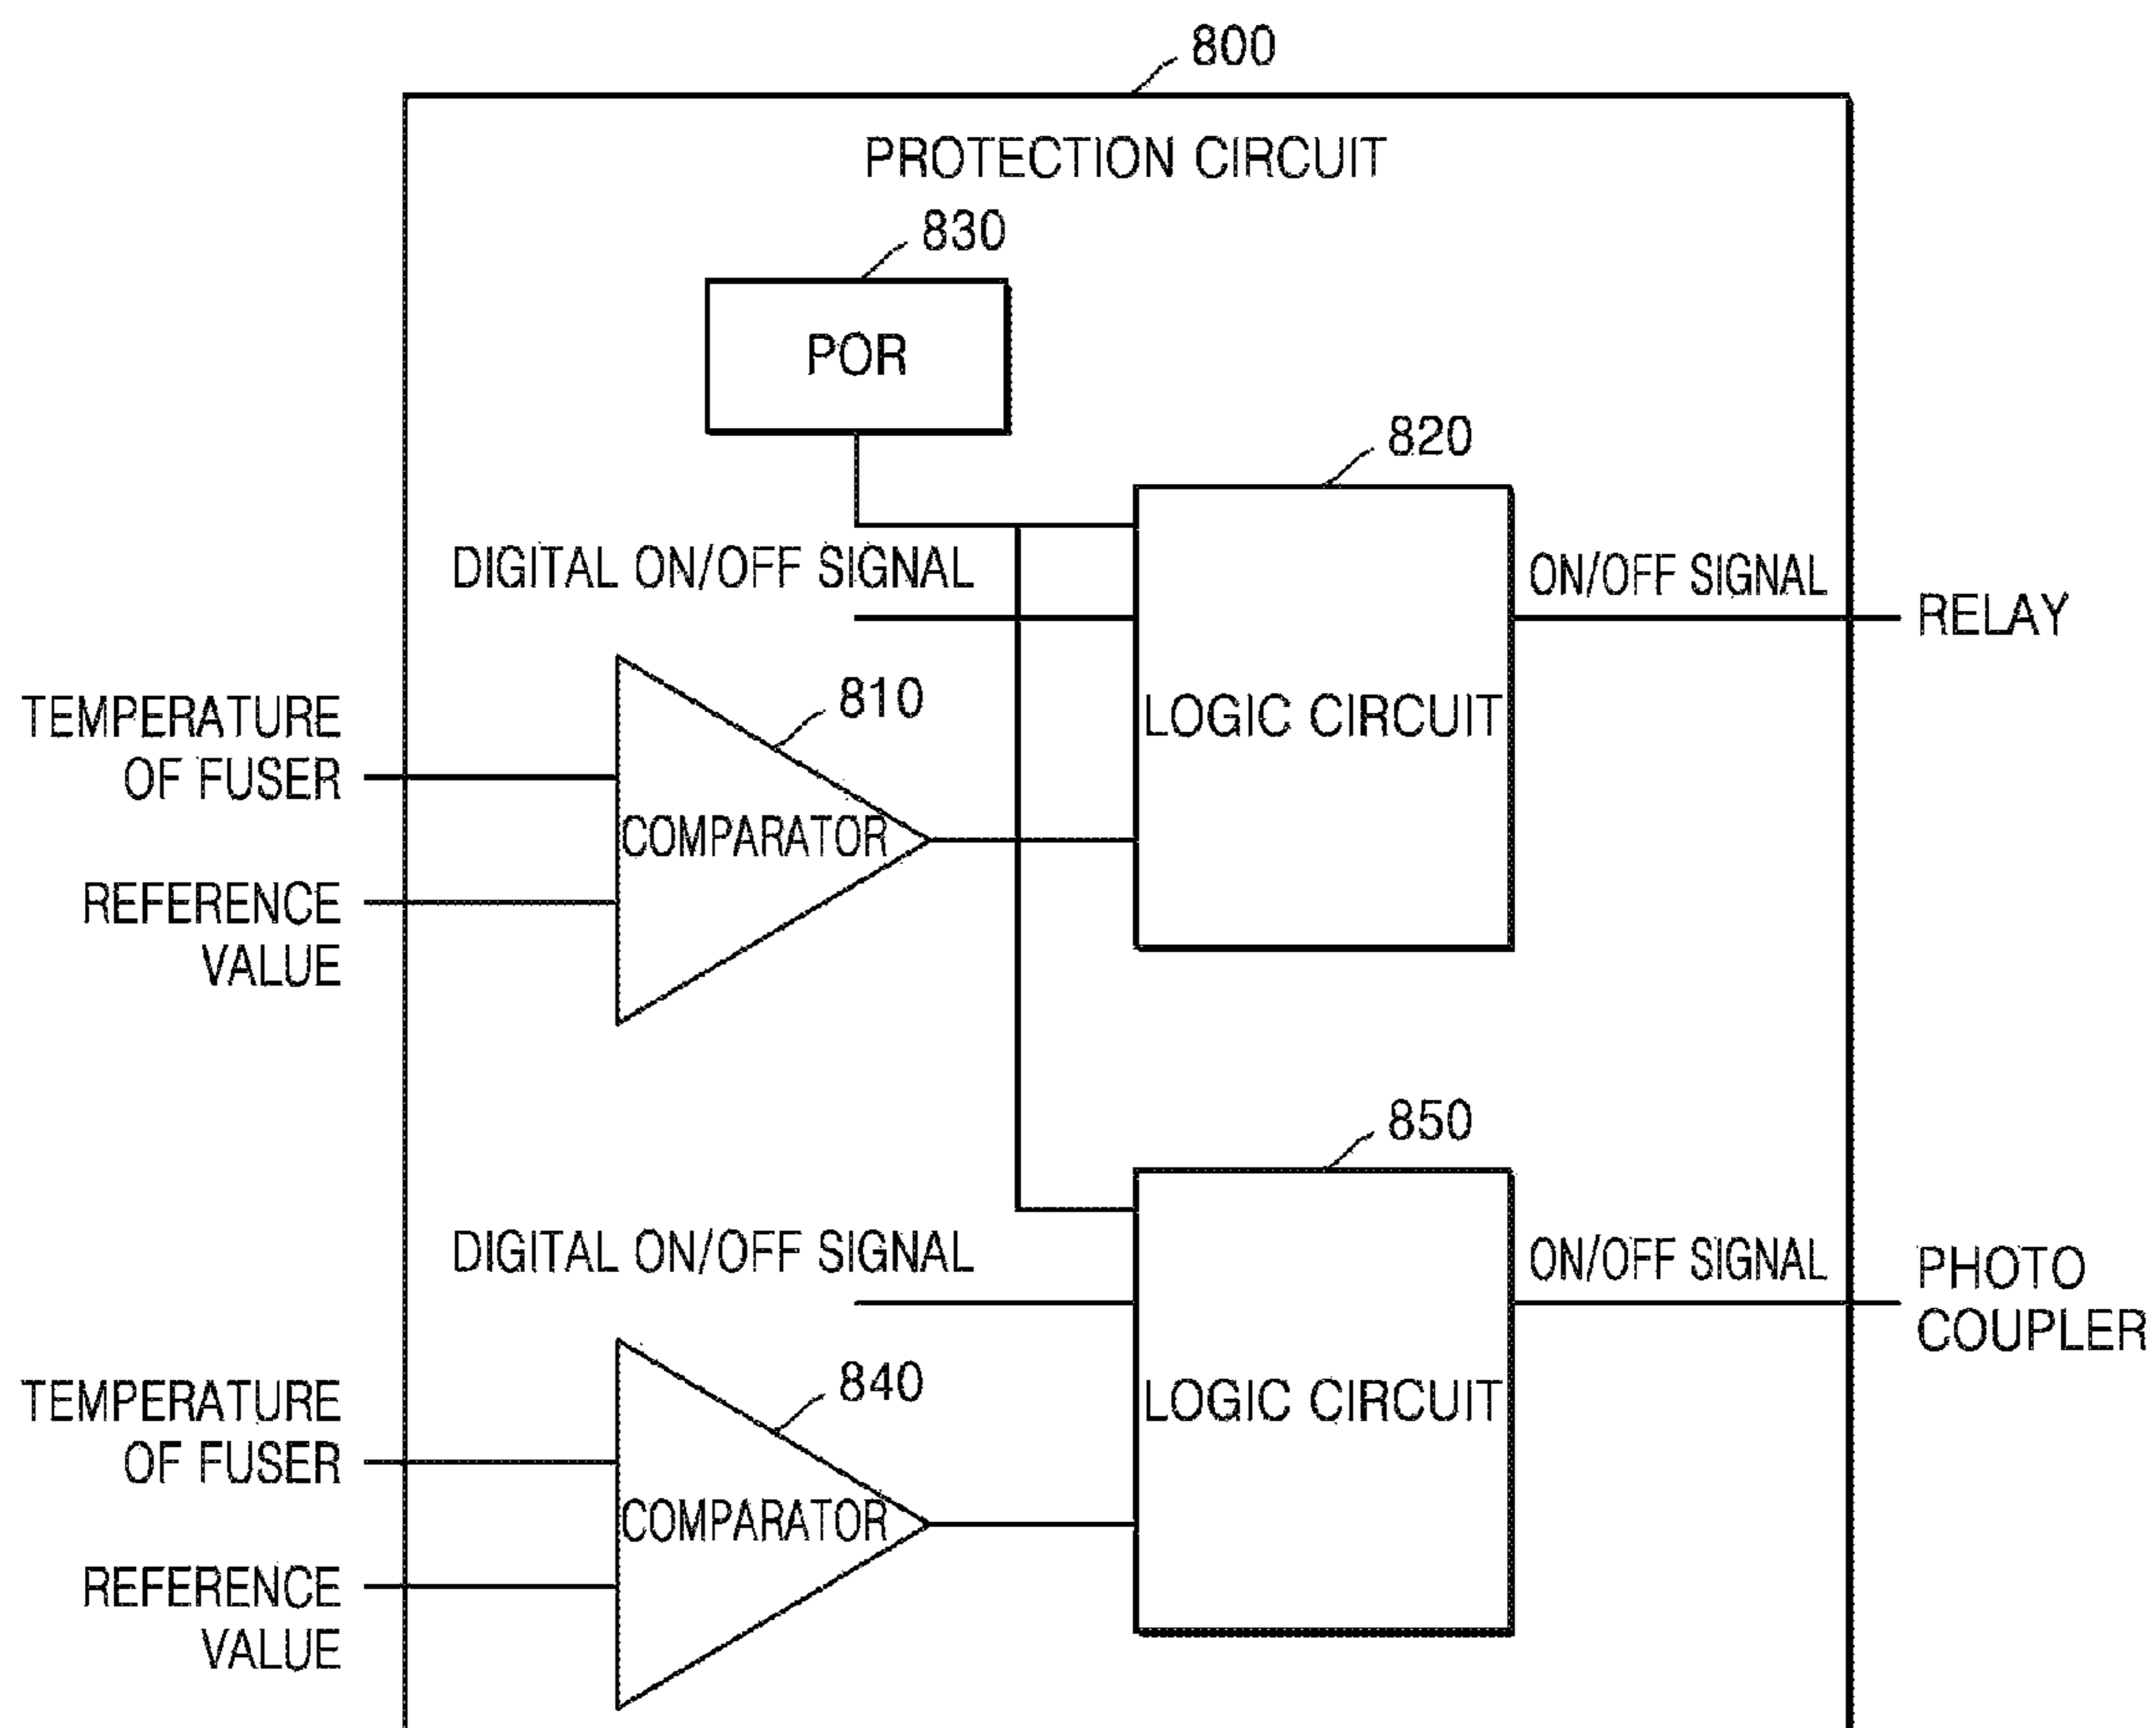 800
PROTECTION CIRCUIT
830
POR
820
DIGITAL ON/OFF SIGNAL
ON/OFF SIGNAL
RELAY
810
TEMPERATURE
OF FUSER
LOGIC CIRCUIT
COMPARATOR
REFERENCE
VALUE
850
DIGITAL ON/OFF SIGNAL
ON/OFF SIGNAL
PHOTO
COUPLER
840
TEMPERATURE
OF FUSER
LOGIC CIRCUIT
COMPARATOR
REFERENCE
VALUE